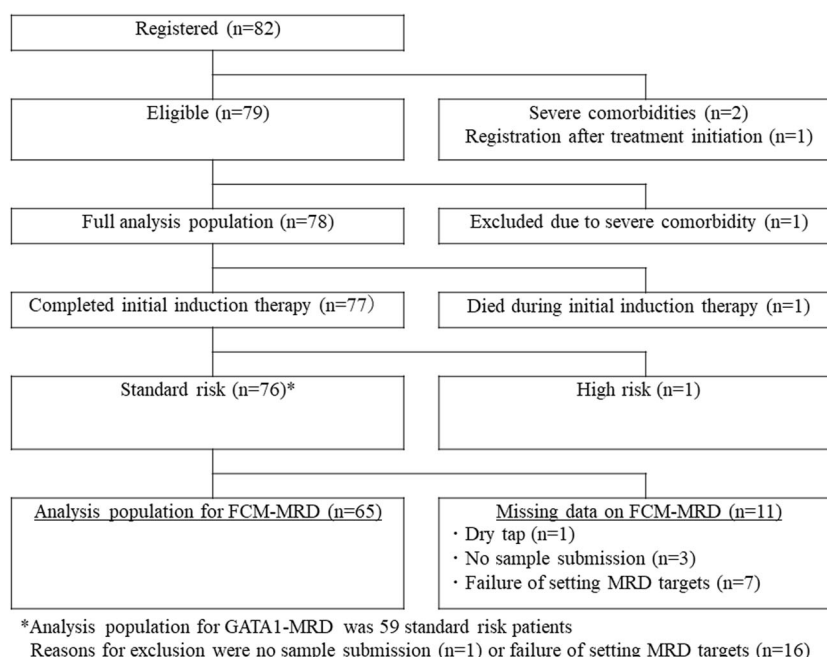 Registered (n=82)
Eligible (n=79)
Severe comorbidities (n=2)
Registration after treatment initiation (n=1)
Full analysis population (n=78)
Excluded due to severe comorbidity (n=1)
Completed initial induction therapy (n=77）
Died during initial induction therapy (n=1)
Standard risk (n=76)*
High risk (n=1)
Analysis population for FCM-MRD (n=65)
Missing data on FCM-MRD (n=11)
・Dry tap (n=1)
・No sample submission (n=3)
・Failure of setting MRD targets (n=7)
*Analysis population for GATA1-MRD was 59 standard risk patients
Reasons for exclusion were no sample submission (n=1) or failure of setting MRD targets (n=16)